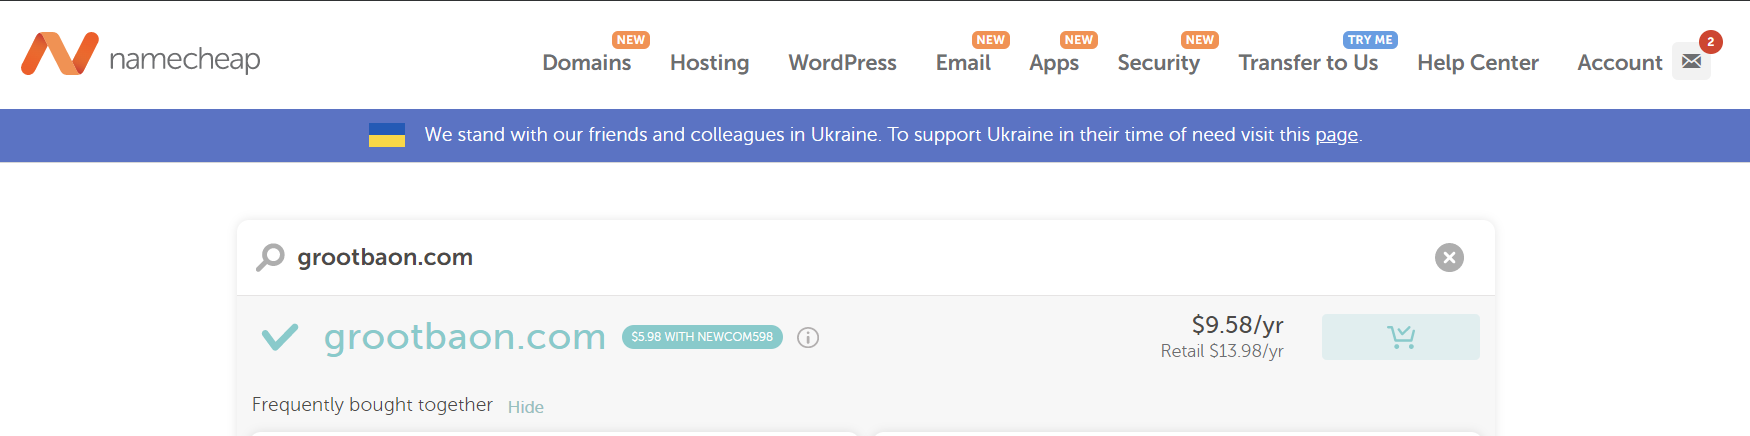 namecheap
NEW NEW NEW NEW TRY ME 2
Domains Hosting WordPress Email Apps Security Transfer to Us Help Center Account
We stand with our friends and colleagues in Ukraine. To support Ukraine in their time of need visit this page.
grootbaon.com
grootbaon.com $5.98 WITH NEWCOM598 $9.58/yr
Retail $13.98/yr
Frequently bought together Hide